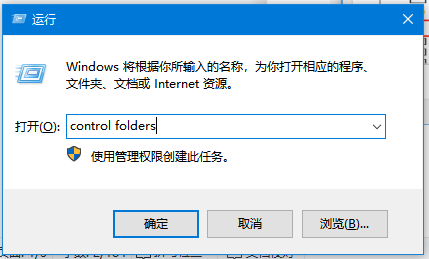 运行
Windows 将根据你所输入的名称，为你打开相应的程序、
文件夹、文档或 Internet 资源。
打开(O):
control folders
使用管理权限创建此任务。
确定
取消
浏览(B)...